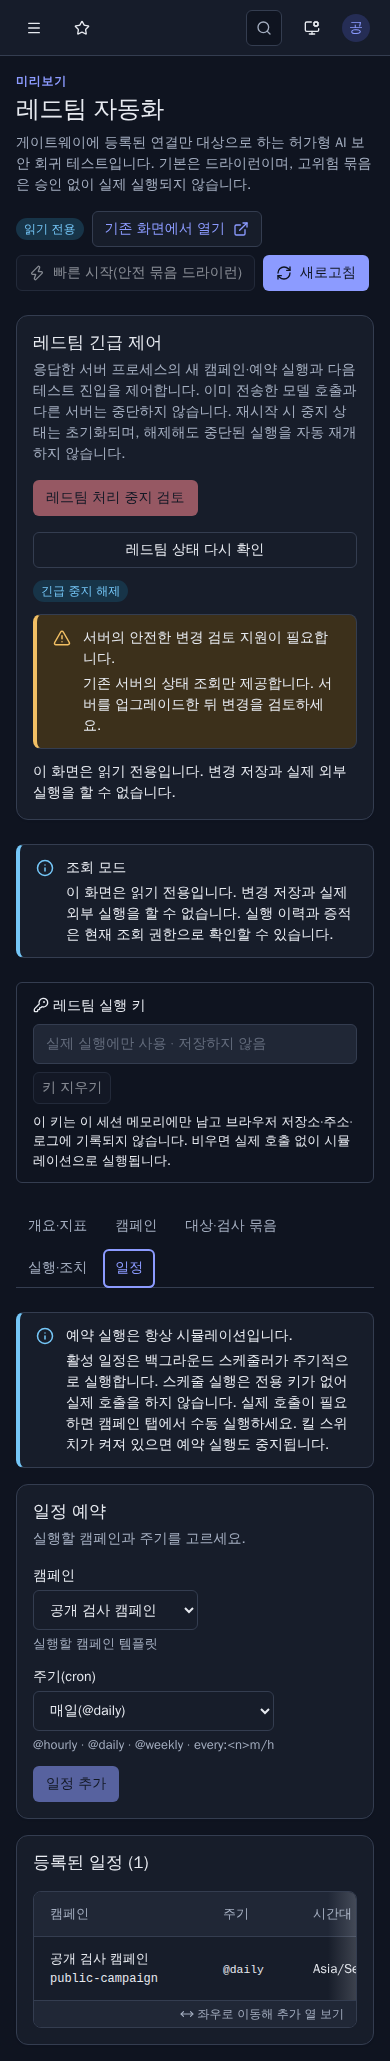 공
미리보기
레드팀 자동화
게이트웨이에 등록된 연결만 대상으로 하는 허가형 AI 보
안 회귀 테스트입니다. 기본은 드라이런이며, 고위험 묶음
은 승인 없이 실제 실행되지 않습니다.
읽기 전용
기존 화면에서 열기
빠른 시작(안전 묶음 드라이런)
새로고침
레드팀 긴급 제어
응답한 서버 프로세스의 새 캠페인·예약 실행과 다음
테스트 진입을 제어합니다. 이미 전송한 모델 호출과
다른 서버는 중단하지 않습니다. 재시작 시 중지 상
태는 초기화되며, 해제해도 중단된 실행을 자동 재개
하지 않습니다.
레드팀 처리 중지 검토
레드팀 상태 다시 확인
긴급 중지 해제
서버의 안전한 변경 검토 지원이 필요합
니다.
기존 서버의 상태 조회만 제공합니다. 서
버를 업그레이드한 뒤 변경을 검토하세
요.
이 화면은 읽기 전용입니다. 변경 저장과 실제 외부
실행을 할 수 없습니다.
조회 모드
이 화면은 읽기 전용입니다. 변경 저장과 실제
외부 실행을 할 수 없습니다. 실행 이력과 증적
은 현재 조회 권한으로 확인할 수 있습니다.
레드팀 실행 키
실제 실행에만 사용 · 저장하지 않음
키 지우기
이 키는 이 세션 메모리에만 남고 브라우저 저장소·주소·
로그에 기록되지 않습니다. 비우면 실제 호출 없이 시뮬
레이션으로 실행됩니다.
개요·지표
캠페인
대상·검사 묶음
실행·조치
일정
예약 실행은 항상 시뮬레이션입니다.
활성 일정은 백그라운드 스케줄러가 주기적으
로 실행합니다. 스케줄 실행은 전용 키가 없어
실제 호출을 하지 않습니다. 실제 호출이 필요
하면 캠페인 탭에서 수동 실행하세요. 킬 스위
치가 켜져 있으면 예약 실행도 중지됩니다.
일정 예약
실행할 캠페인과 주기를 고르세요.
캠페인
공개 검사 캠페인
실행할 캠페인 템플릿
주기(cron)
매일(@daily)
@hourly · @daily · @weekly · every:<n>m/h
일정 추가
등록된 일정 (1)
캠페인 주기 시간대
공개 검사 캠페인
public-campaign
@daily
Asia/Se
좌우로 이동해 추가 열 보기